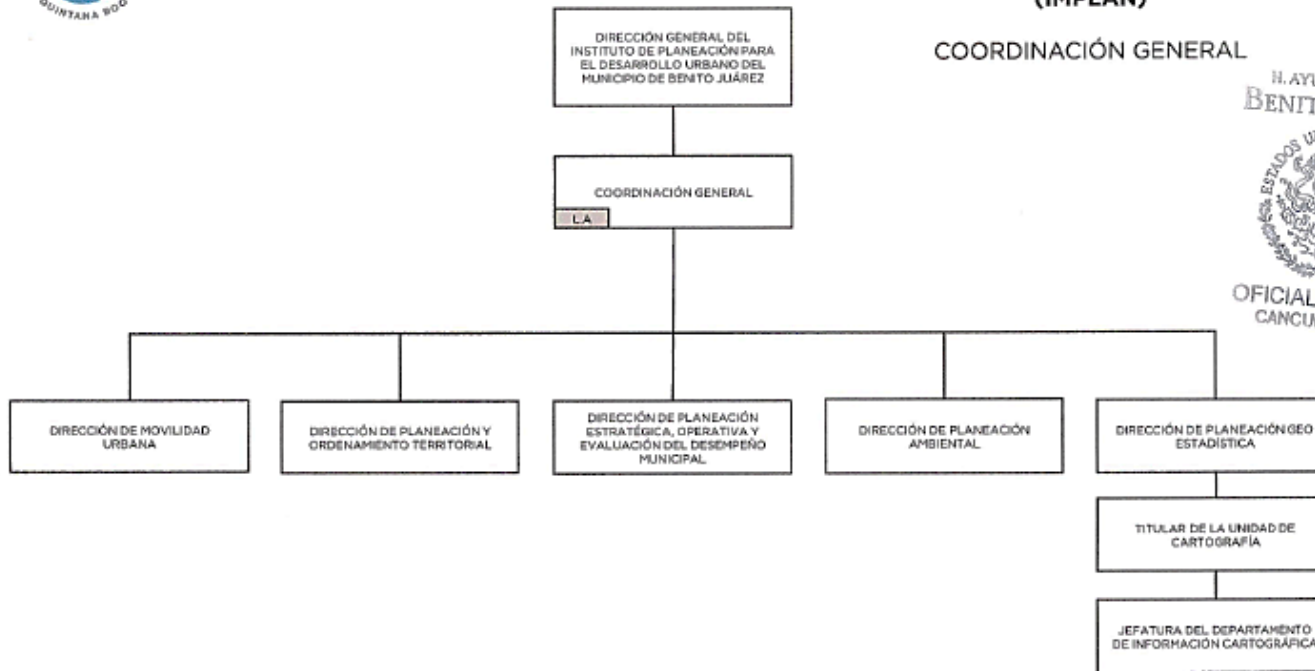 QUINTANA ROO
(IMPLAN)
COORDINACIÓN GENERAL
DIRECCIÓN GENERAL DEL
INSTITUTO DE PLANEACIÓN PARA
EL DESARROLLO URBANO DEL
MUNICIPIO DE BENITO JUÁREZ
H. AYU
BENIT
ESTADOS U
OFICIAL
CANCU
COORDINACIÓN GENERAL
L.A
DIRECCIÓN DE MOVILIDAD
URBANA
DIRECCIÓN DE PLANEACIÓN Y
ORDENAMIENTO TERRITORIAL
DIRECCIÓN DE PLANEACIÓN
ESTRATÉGICA, OPERATIVA Y
EVALUACIÓN DEL DESEMPEÑO
MUNICIPAL
DIRECCIÓN DE PLANEACIÓN
AMBIENTAL
DIRECCIÓN DE PLANEACIÓN GEO
ESTADÍSTICA
TITULAR DE LA UNIDAD DE
CARTOGRAFÍA
JEFATURA DEL DEPARTAMENTO
DE INFORMACIÓN CARTOGRÁFICA